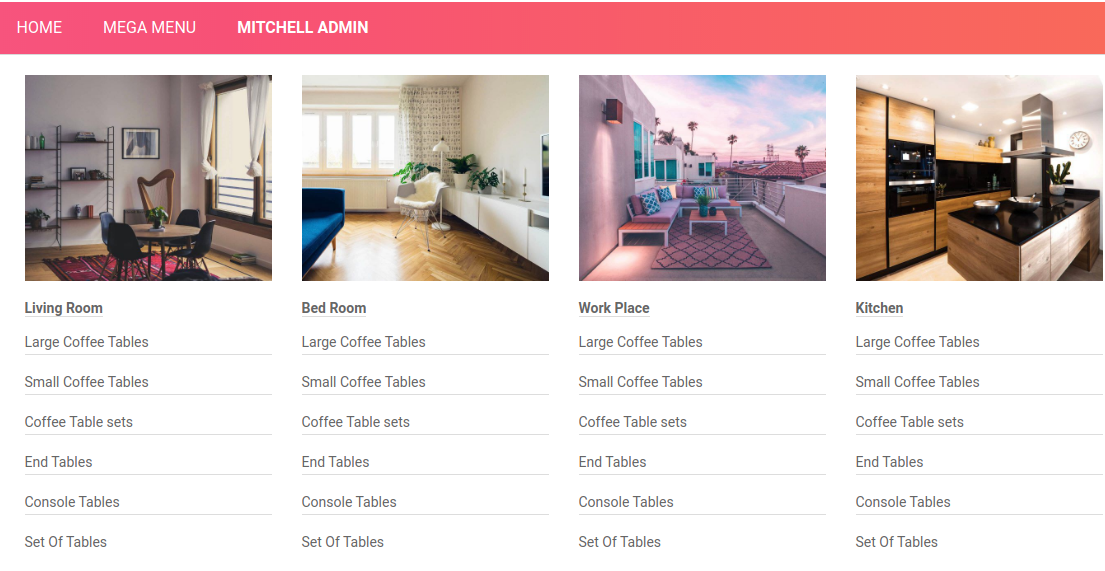 HOME MEGA MENU MITCHELL ADMIN
Living Room
Large Coffee Tables
Small Coffee Tables
Coffee Table sets
End Tables
Console Tables
Set Of Tables
Bed Room
Large Coffee Tables
Small Coffee Tables
Coffee Table sets
End Tables
Console Tables
Set Of Tables
Work Place
Large Coffee Tables
Small Coffee Tables
Coffee Table sets
End Tables
Console Tables
Set Of Tables
Kitchen
Large Coffee Tables
Small Coffee Tables
Coffee Table sets
End Tables
Console Tables
Set Of Tables